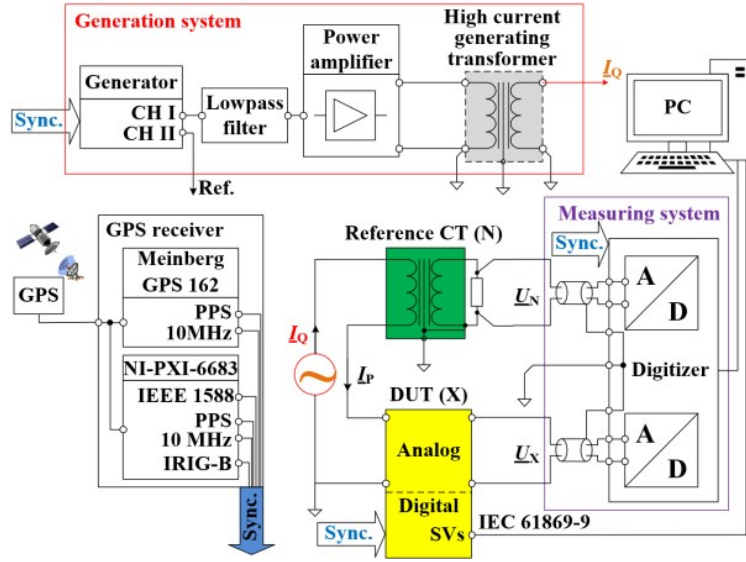 Generation system
Generator
CH I
CH II
Sync.
Lowpass
filter
Power
amplifier
High current
generating
transformer
I_Q
PC
=
Ref.
GPS receiver
Meinberg
GPS 162
PPS
10MHz
GPS
NI-PXI-6683
IEEE 1588
PPS
10 MHz
IRIG-B
Sync.
Reference CT (N)
I_Q
I_P
DUT (X)
Analog
Digital
SVs
Sync.
IEC 61869-9
Measuring system
Sync.
U_N
U_X
A
D
Digitizer
A
D